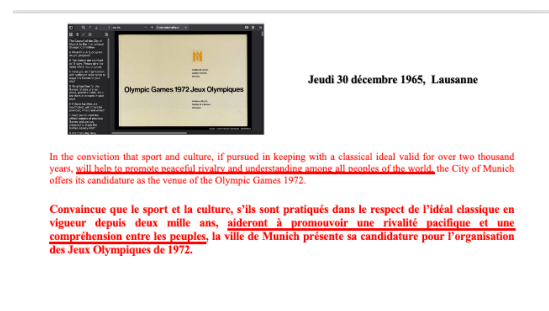 Olympic Games 1972 Jeux Olympiques
Jeudi 30 décembre 1965, Lausanne
In the conviction that sport and culture, if pursued in keeping with a classical ideal valid for over two thousand
years, will help to promote peaceful rivalry and understanding among all peoples of the world, the City of Munich
offers its candidature as the venue of the Olympic Games 1972.
Convaincue que le sport et la culture, s’ils sont pratiqués dans le respect de l’idéal classique en
vigueur depuis deux mille ans, aideront à promouvoir une rivalité pacifique et une
compréhension entre les peuples, la ville de Munich présente sa candidature pour l’organisation
des Jeux Olympiques de 1972.